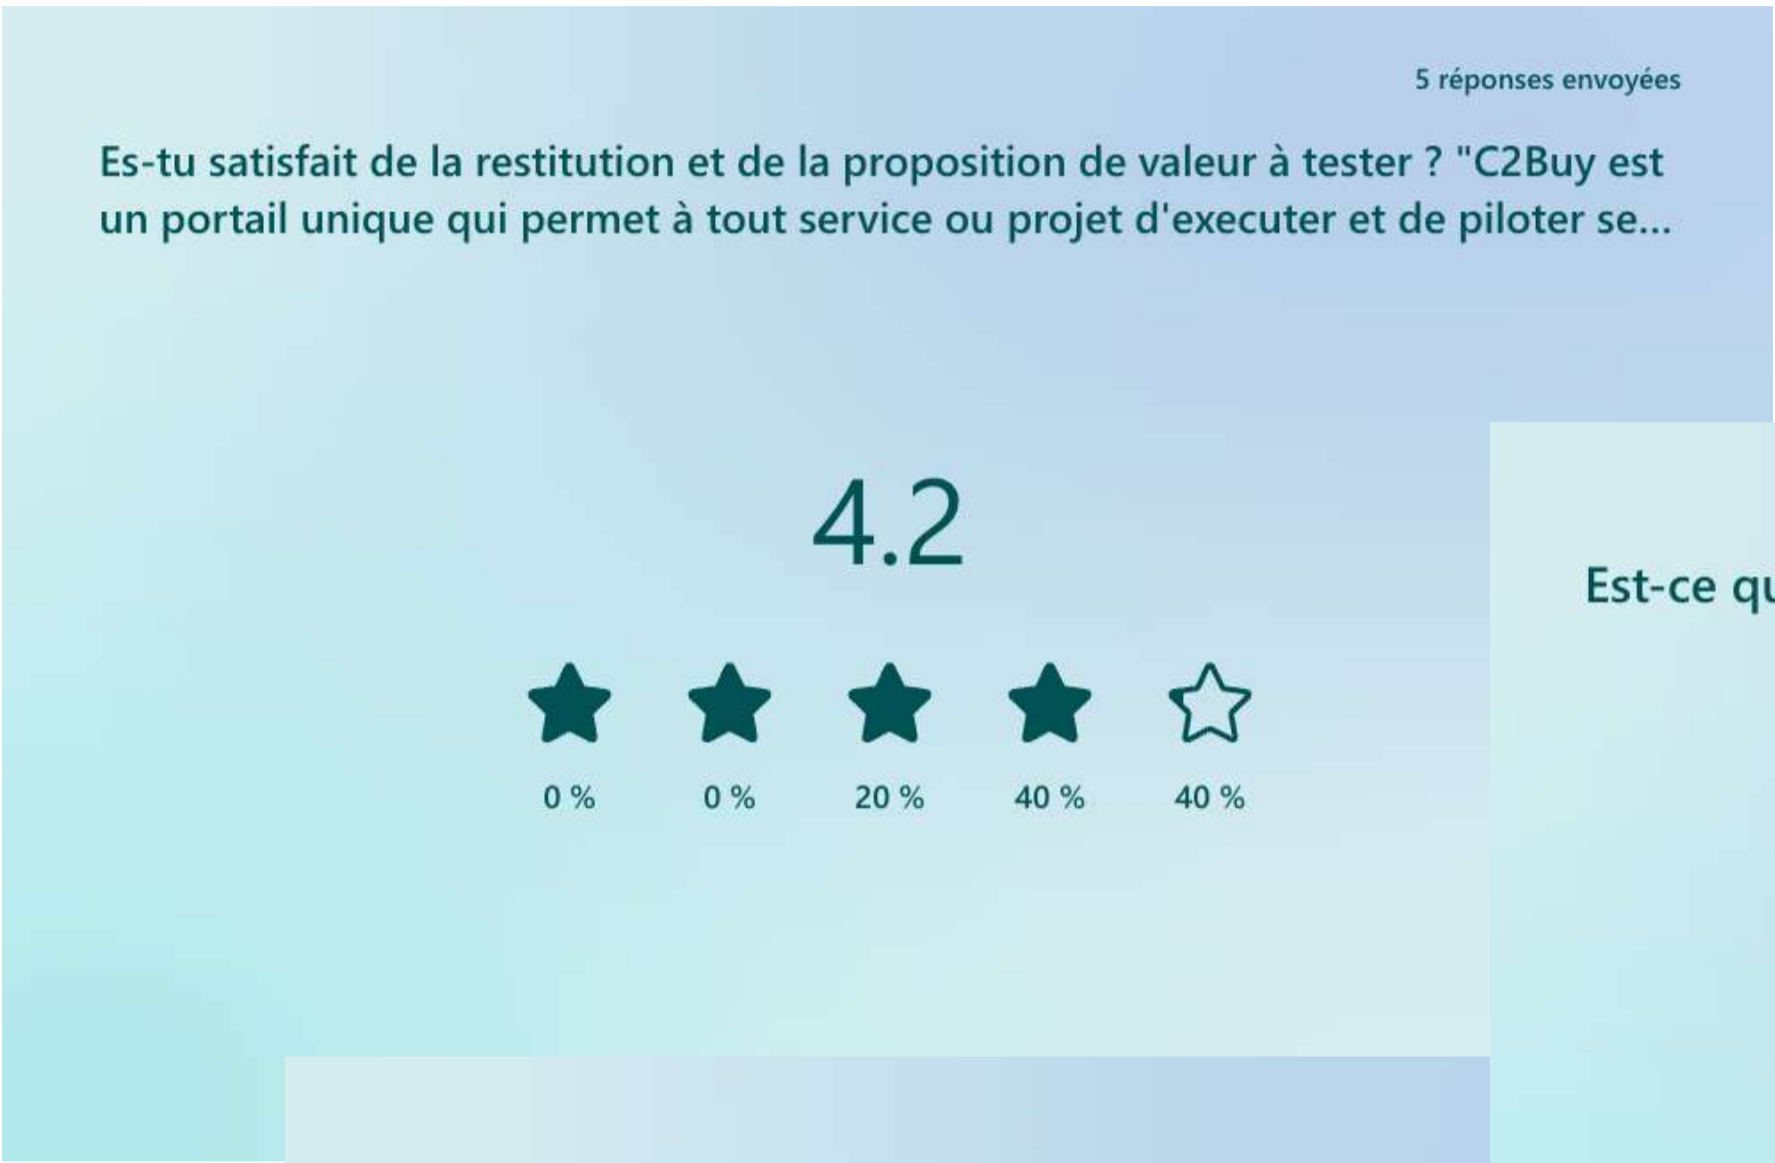 5 réponses envoyées
Es-tu satisfait de la restitution et de la proposition de valeur à tester ? "C2Buy est
un portail unique qui permet à tout service ou projet d'executer et de piloter se...
4.2
0 % 0 % 20 % 40 % 40 %
Est-ce